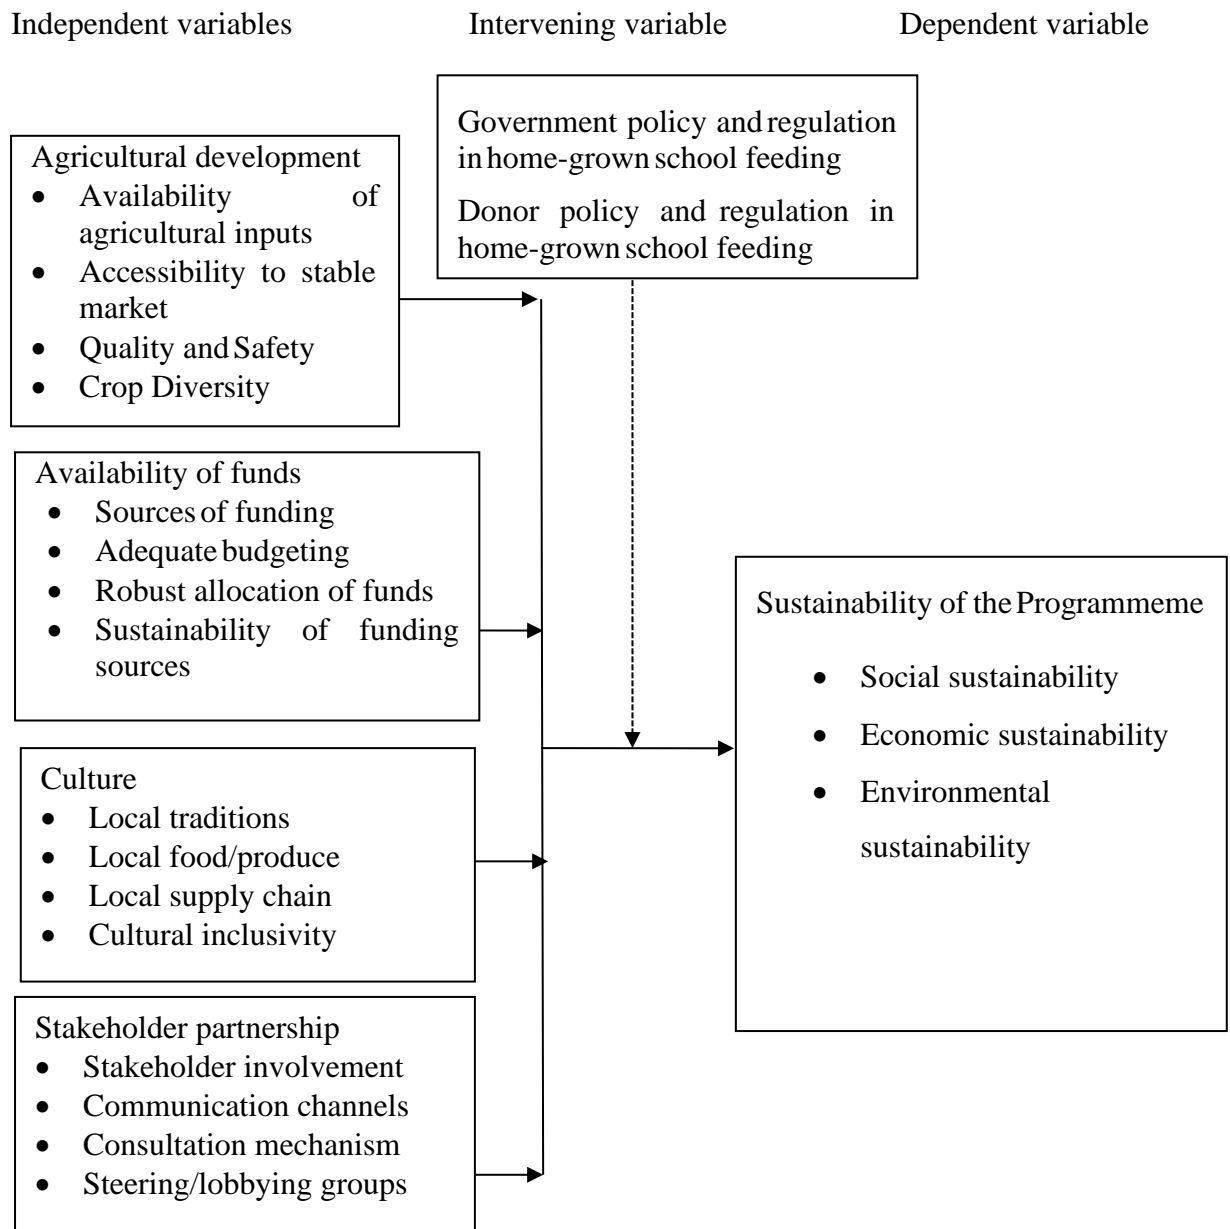 Independent variables
Intervening variable
Dependent variable
Government policy and regulation
in home-grown school feeding
Donor policy and regulation in
home-grown school feeding
Agricultural development
• Availability of
agricultural inputs
• Accessibility to stable
market
• Quality and Safety
• Crop Diversity
Availability of funds
• Sources of funding
• Adequate budgeting
• Robust allocation of funds
• Sustainability of funding
sources
Culture
• Local traditions
• Local food/produce
• Local supply chain
• Cultural inclusivity
Stakeholder partnership
• Stakeholder involvement
• Communication channels
• Consultation mechanism
• Steering/lobbying groups
Sustainability of the Programmeme
• Social sustainability
• Economic sustainability
• Environmental
sustainability